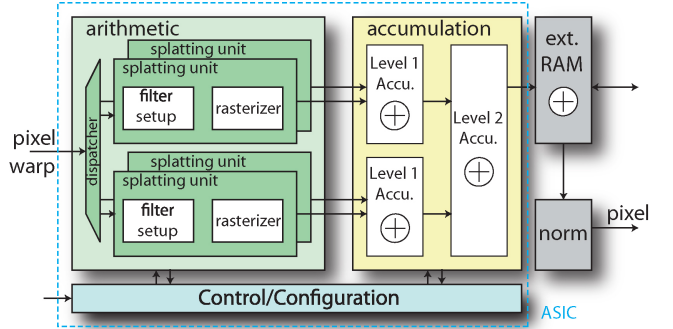 arithmetic
accumulation
splatting unit
splatting unit
filter
setup
rasterizer
dispatcher
pixel
warp
splatting unit
splatting unit
filter
setup
rasterizer
Level 1
Accu.
Level 1
Accu.
Level 2
Accu.
ext.
RAM
norm
pixel
Control/Configuration
ASIC